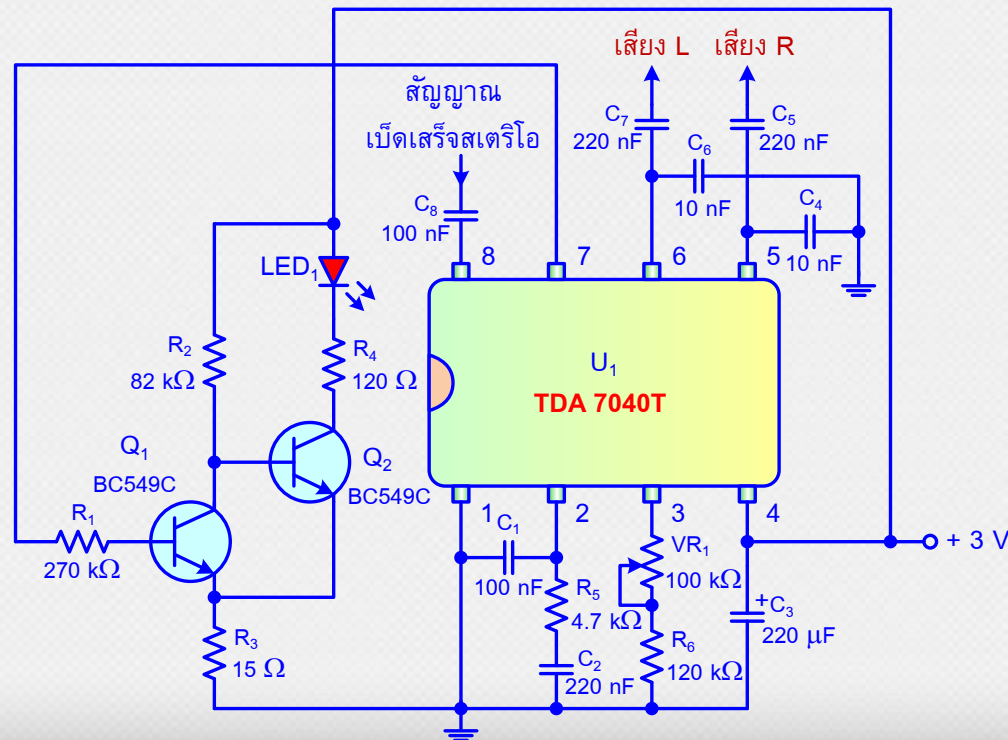 เสียง L เสียง R
สัญญาณ
เบ็ดเสร็จสเตริโอ
C₇
220 nF
C₅
220 nF
C₆
10 nF
C₈
100 nF
C₄
10 nF
8 7 6 5
LED₁
R₂
82 kΩ
R₄
120 Ω
U₁
TDA 7040T
Q₁
BC549C
Q₂
BC549C
R₁
270 kΩ
1 2 3 4
C₁
100 nF
VR₁
100 kΩ
+ 3 V
R₅
4.7 kΩ
+C₃
220 μF
R₃
15 Ω
C₂
220 nF
R₆
120 kΩ